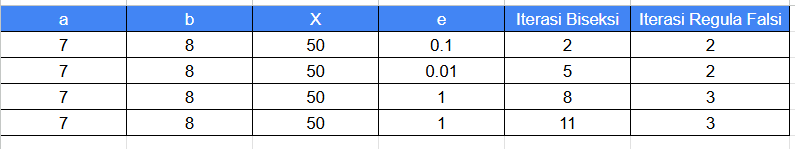 a b X e Iterasi Biseksi Iterasi Regula Falsi
7 8 50 0.1 2 2
7 8 50 0.01 5 2
7 8 50 1 8 3
7 8 50 1 11 3